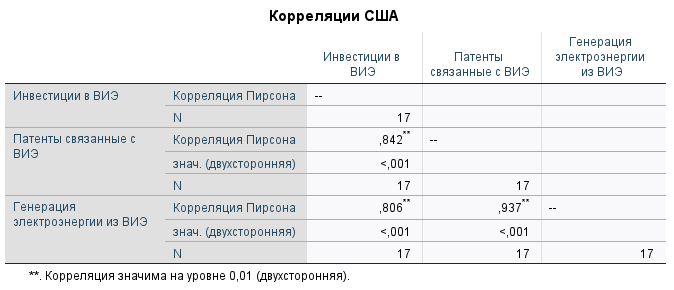 Корреляции США
Инвестиции в ВИЭ
Патенты связанные с ВИЭ
Генерация электроэнергии из ВИЭ
Инвестиции в ВИЭ Корреляция Пирсона --
N 17
Патенты связанные с ВИЭ Корреляция Пирсона ,842** --
знач. (двухсторонняя) <,001
N 17 17
Генерация электроэнергии из ВИЭ Корреляция Пирсона ,806** ,937** --
знач. (двухсторонняя) <,001 <,001
N 17 17 17
**. Корреляция значима на уровне 0,01 (двухсторонняя).